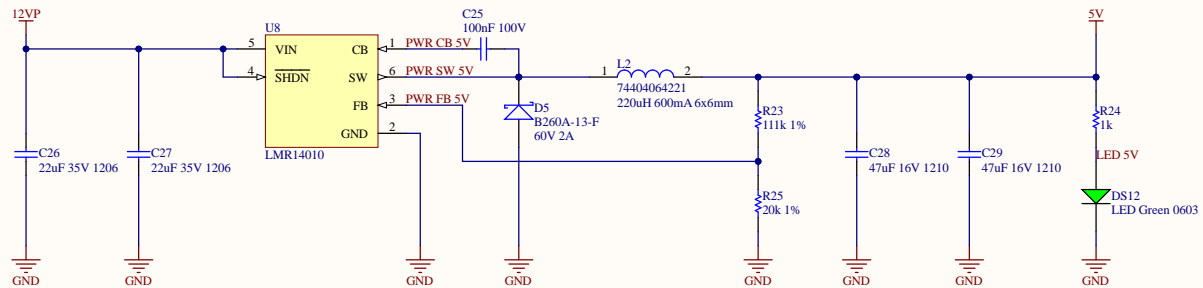 12VP
U8
5
VIN
4
SHDN
CB
1
PWR CB 5V
SW
6
PWR SW 5V
FB
3
PWR FB 5V
GND
2
LMR14010
C25
100nF 100V
C26
22uF 35V 1206
C27
22uF 35V 1206
D5
B260A-13-F
60V 2A
L2
1
2
74404064221
220uH 600mA 6x6mm
R23
111k 1%
R25
20k 1%
C28
47uF 16V 1210
C29
47uF 16V 1210
5V
R24
1k
LED 5V
DS12
LED Green 0603
GND
GND
GND
GND
GND
GND
GND
GND